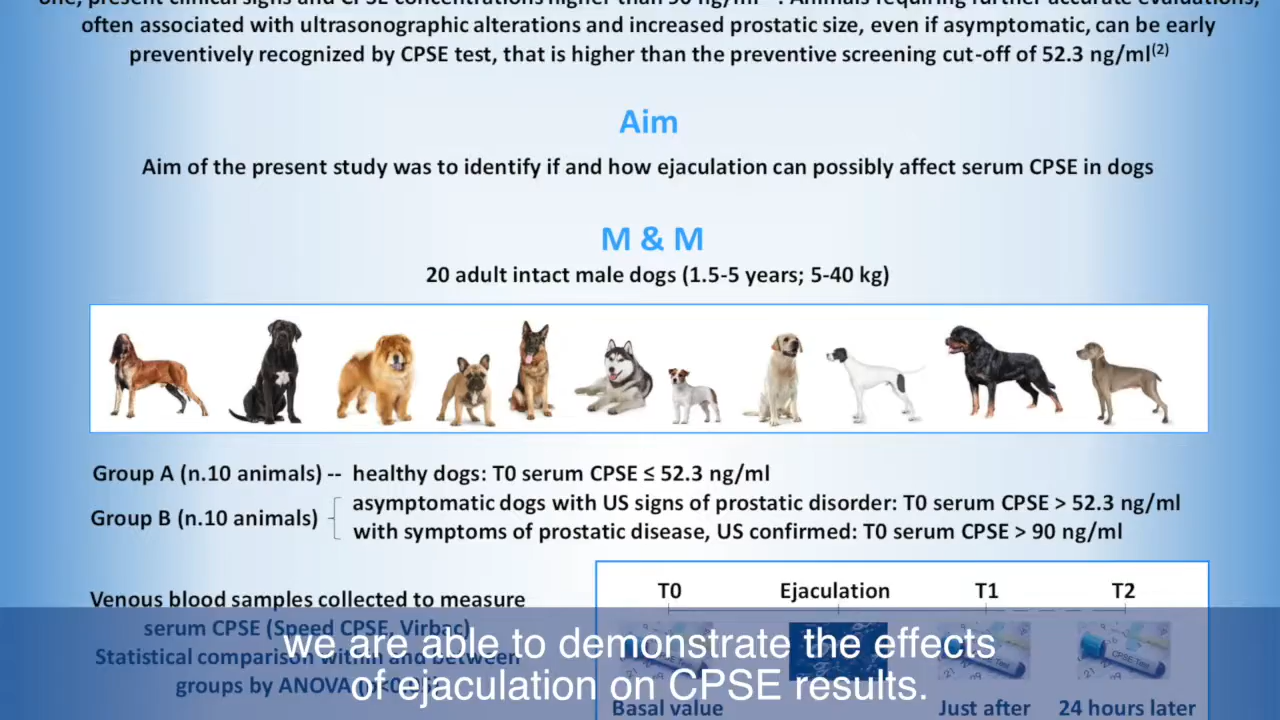 one, present clinical signs and CPSE concentrations higher than 90 ng/ml. Animals requiring further accurate evaluations,
often associated with ultrasonographic alterations and increased prostatic size, even if asymptomatic, can be early
preventively recognized by CPSE test, that is higher than the preventive screening cut-off of 52.3 ng/ml(2)
Aim
Aim of the present study was to identify if and how ejaculation can possibly affect serum CPSE in dogs
M & M
20 adult intact male dogs (1.5-5 years; 5-40 kg)
Group A (n.10 animals) -- healthy dogs: T0 serum CPSE ≤ 52.3 ng/ml
Group B (n.10 animals)
asymptomatic dogs with US signs of prostatic disorder: T0 serum CPSE > 52.3 ng/ml
with symptoms of prostatic disease, US confirmed: T0 serum CPSE > 90 ng/ml
Venous blood samples collected to measure
serum CPSE (Speed CPSE, Virbac)
Statistical comparison within and between
groups by ANOVA
T0 Ejaculation T1 T2
CPSE Test
Basal value Just after 24 hours later
we are able to demonstrate the effects
of ejaculation on CPSE results.